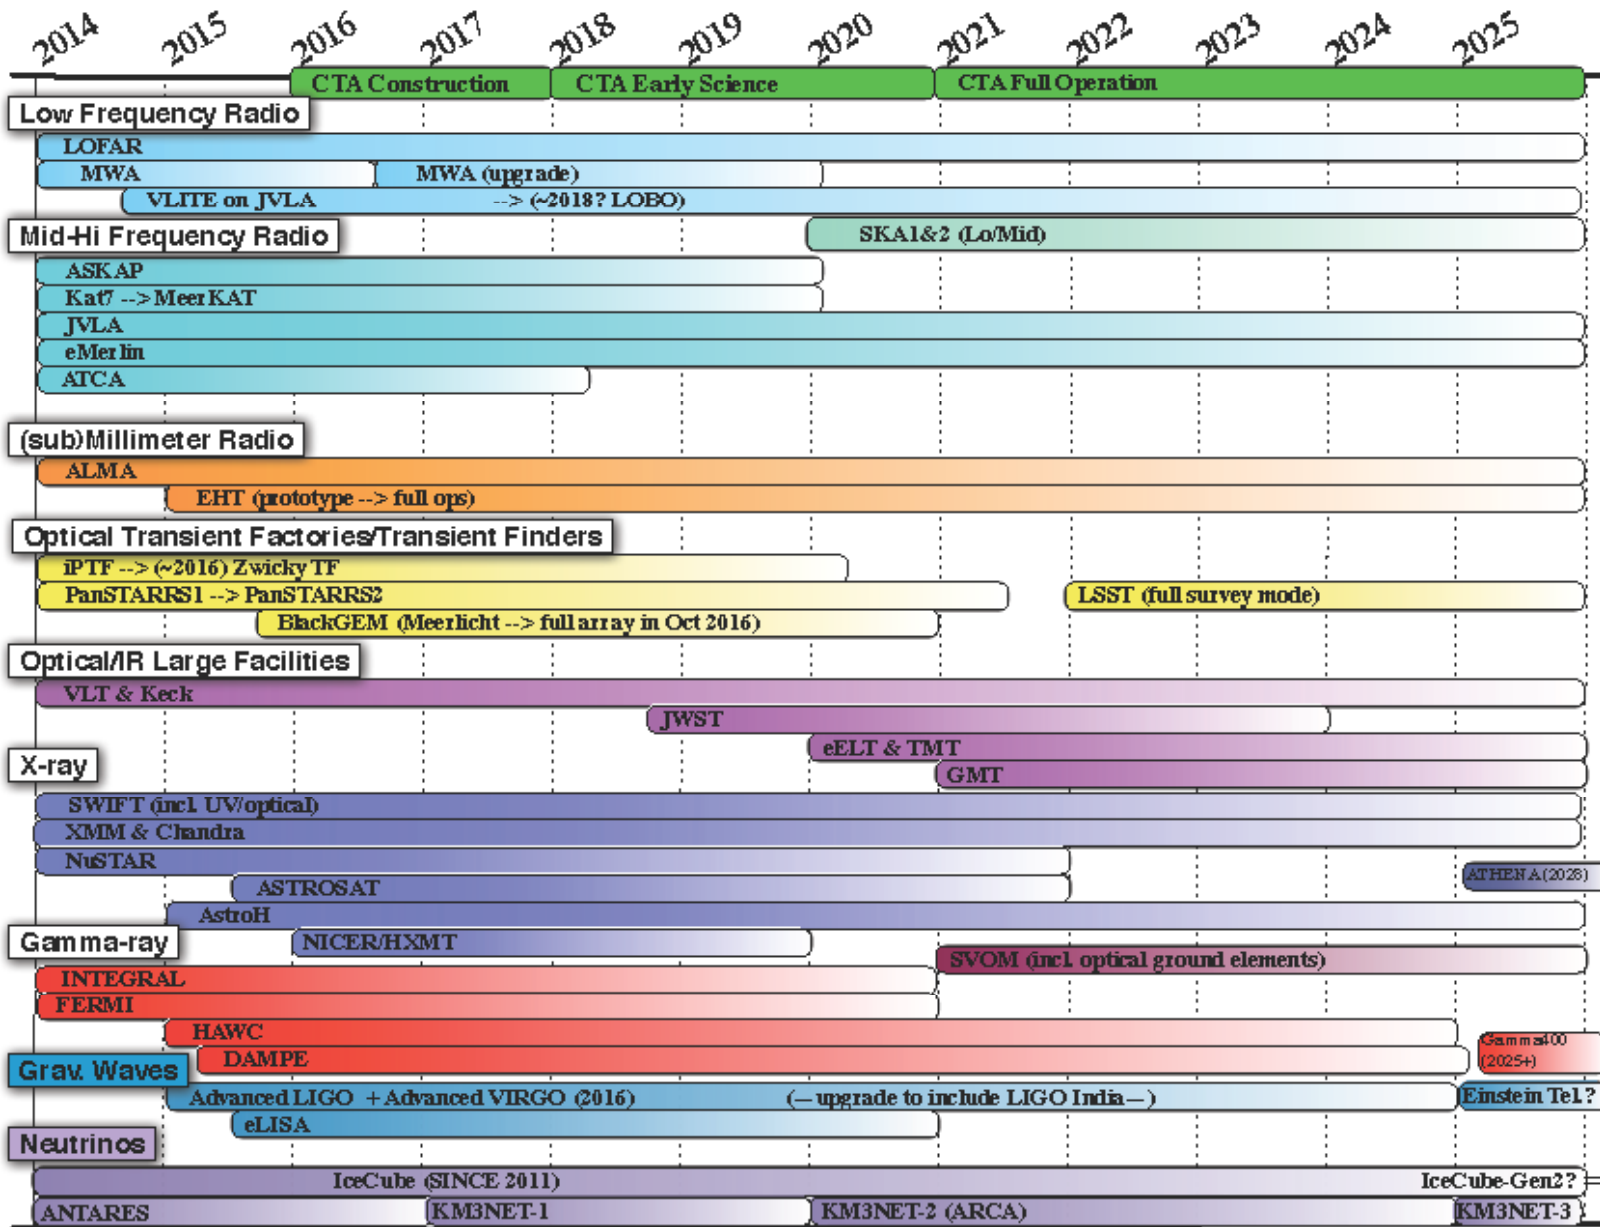 2014 2015 2016 2017 2018 2019 2020 2021 2022 2023 2024 2025
CTA Construction CTA Early Science CTA Full Operation
Low Frequency Radio
LOFAR
MWA MWA (upgrade)
VLITE on JVLA --> (~2018? LOBO)
Mid-Hi Frequency Radio
SKA1&2 (Lo/Mid)
ASKAP
Kat7 --> MeerKAT
JVLA
eMerlin
ATCA
(sub)Millimeter Radio
ALMA
EHT (prototype --> full ops)
Optical Transient Factories/Transient Finders
iPTF --> (~2016) Zwicky TF
PanSTARRS1 --> PanSTARRS2 LSST (full survey mode)
BlackGEM (Meerlicht --> full array in Oct 2016)
Optical/IR Large Facilities
VLT & Keck
JWST
eELT & TMT
X-ray
GMT
SWIFT (incl. UV/optical)
XMM & Chandra
NuSTAR
ATHENA (2028)
ASTROSAT
AstroH
Gamma-ray
NICER/HXMT
SVOM (incl. optical ground elements)
INTEGRAL
FERMI
HAWC
Gamma400
(2025+)
DAMPE
Grav. Waves
Advanced LIGO + Advanced VIRGO (2016) (—upgrade to include LIGO India—) Einstein Tel.?
eLISA
Neutrinos
IceCube (SINCE 2011) IceCube-Gen2?
ANTARES KM3NET-1 KM3NET-2 (ARCA) KM3NET-3